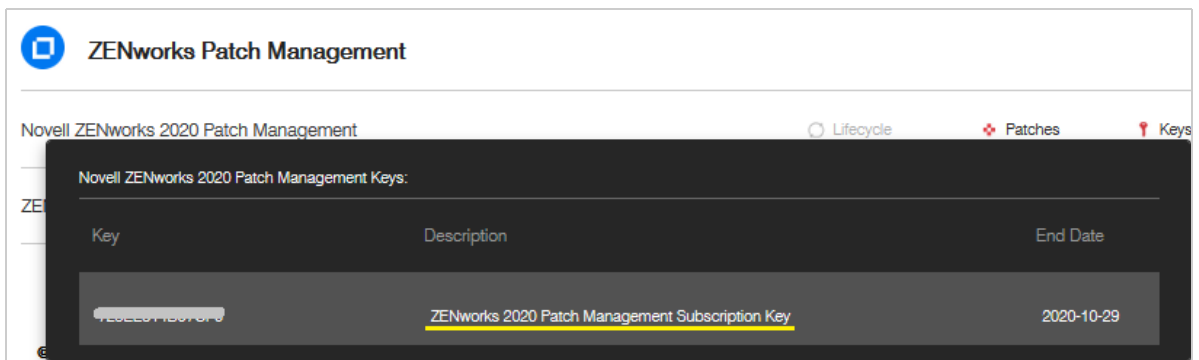 ZENworks Patch Management
Novell ZENworks 2020 Patch Management Lifecycle Patches Keys
Novell ZENworks 2020 Patch Management Keys:
ZE
Key Description End Date
ZENworks 2020 Patch Management Subscription Key 2020-10-29